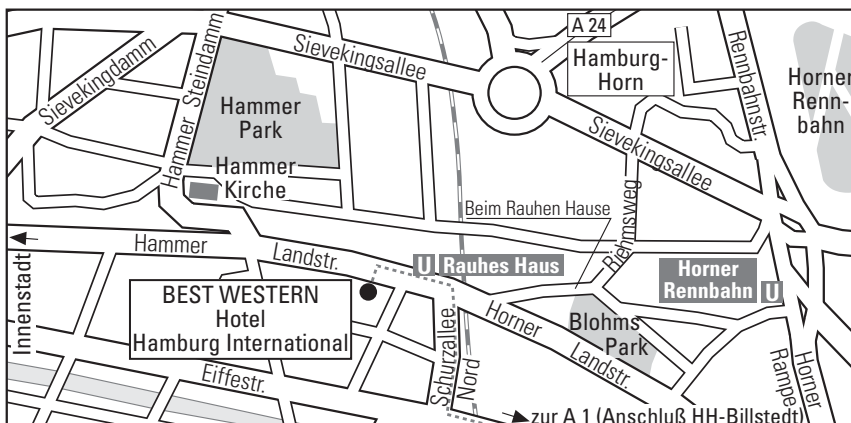 A 24
Hamburg-
Horn
Sievekingsallee
Rennbahnstr.
Horner
Renn-
bahn
Sievekingdamm
Hammer Steindamm
Hammer
Park
Hammer
Kirche
Sievekingsallee
Beim Rauhen Hause
Riehmsweg
Innenstadt
Hammer
Landstr.
U Rauhes Haus
Horner
Rennbahn U
BEST WESTERN
Hotel
Hamburg International
Schurzallee
Nord
Horner
Landstr.
Blohms
Park
Horner
Rampe
Eiffestr.
zur A 1 (Anschluß HH-Billstedt)